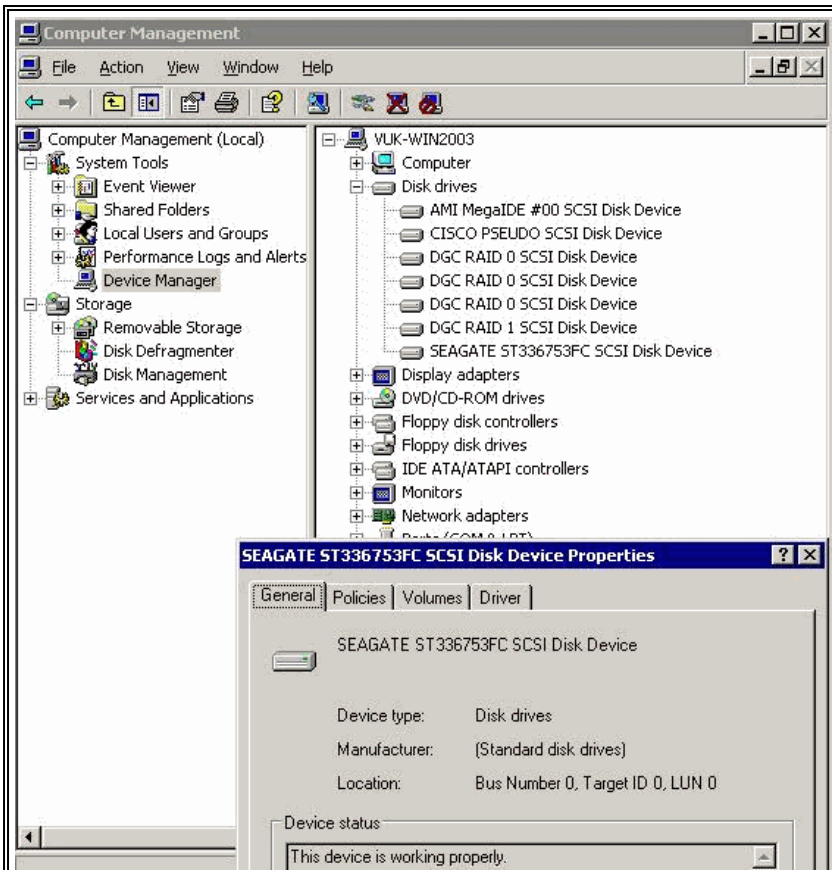 Computer Management
File Action View Window Help
Computer Management (Local)
System Tools
Event Viewer
Shared Folders
Local Users and Groups
Performance Logs and Alerts
Device Manager
Storage
Removable Storage
Disk Defragmenter
Disk Management
Services and Applications
VUK-WIN2003
Computer
Disk drives
AMI MegaIDE #00 SCSI Disk Device
CISCO PSEUDO SCSI Disk Device
DGC RAID 0 SCSI Disk Device
DGC RAID 0 SCSI Disk Device
DGC RAID 0 SCSI Disk Device
DGC RAID 1 SCSI Disk Device
SEAGATE ST336753FC SCSI Disk Device
Display adapters
DVD/CD-ROM drives
Floppy disk controllers
Floppy disk drives
IDE ATA/ATAPI controllers
Monitors
Network adapters
Ports (COM & LPT)
SEAGATE ST336753FC SCSI Disk Device Properties
General Policies Volumes Driver
SEAGATE ST336753FC SCSI Disk Device
Device type: Disk drives
Manufacturer: (Standard disk drives)
Location: Bus Number 0, Target ID 0, LUN 0
Device status
This device is working properly.